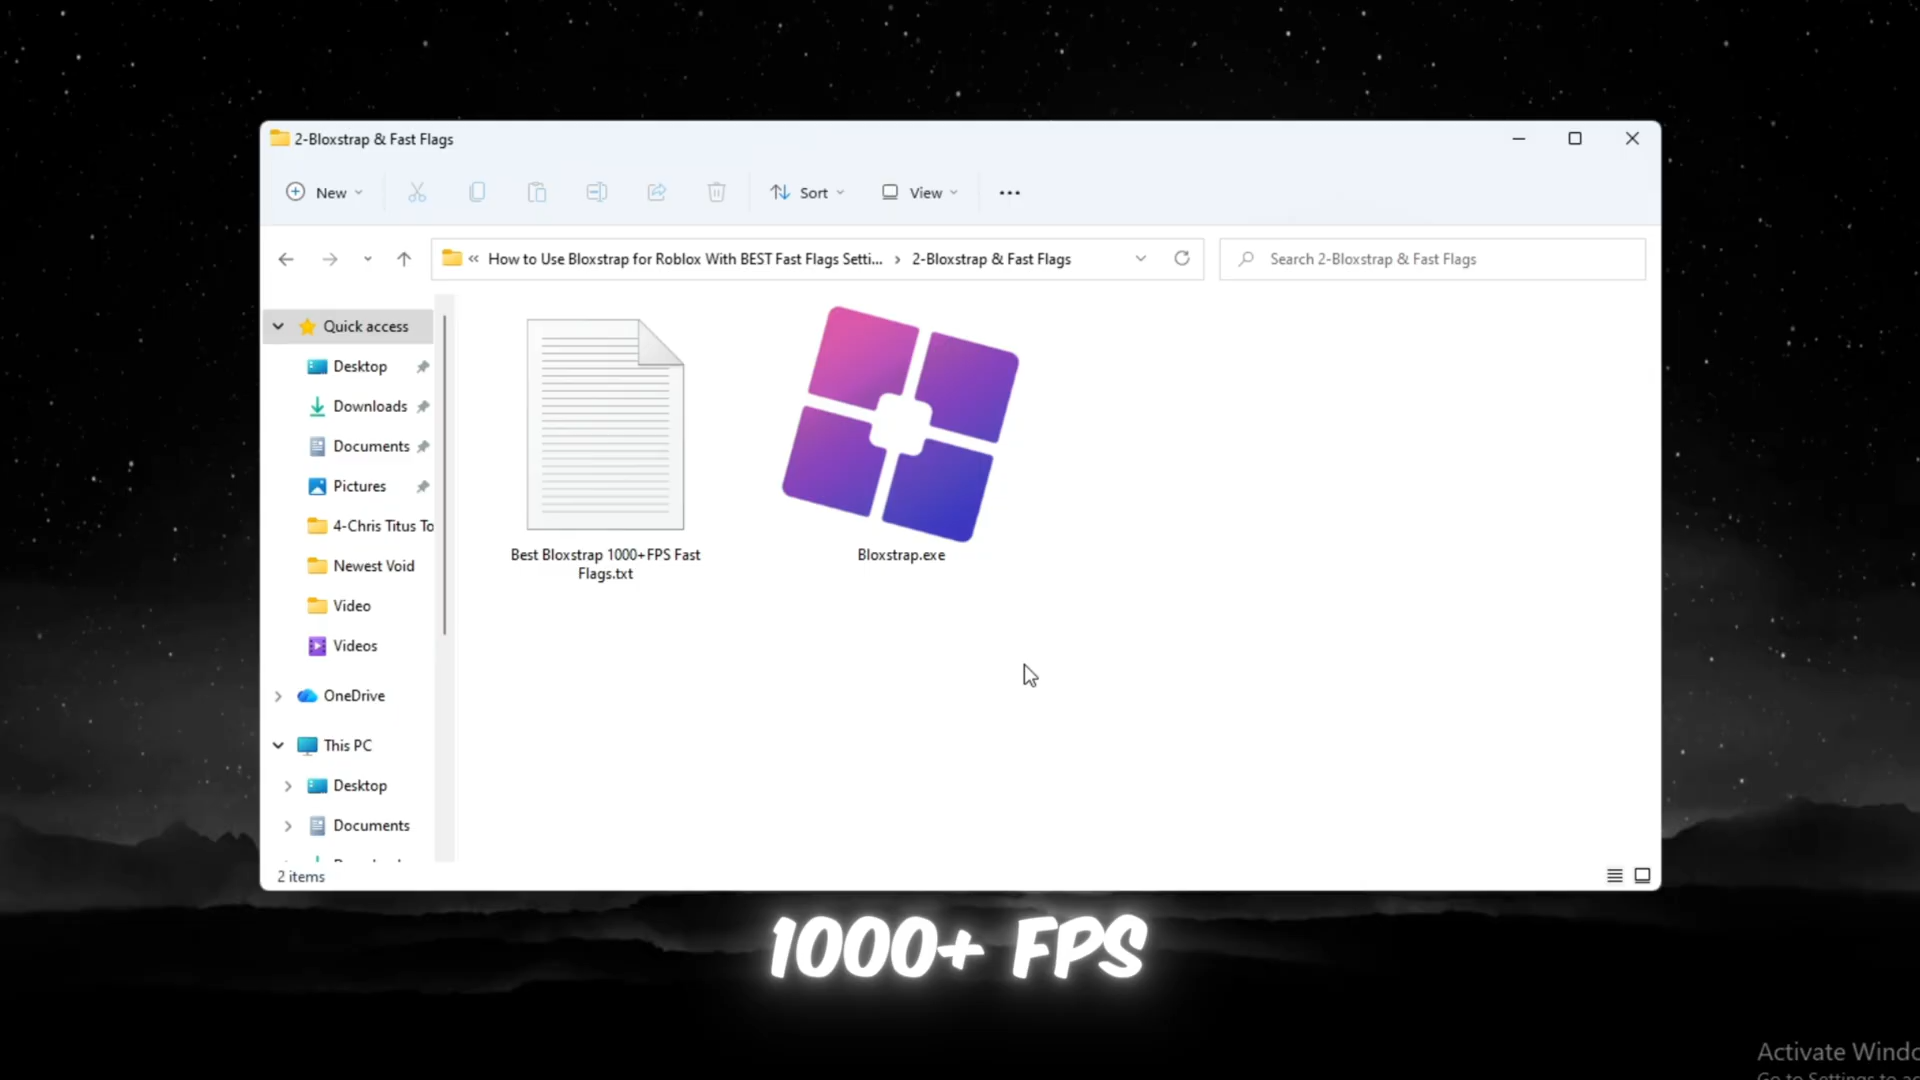 2-Bloxstrap & Fast Flags
New
Sort
View
« How to Use Bloxstrap for Roblox With BEST Fast Flags Setti... › 2-Bloxstrap & Fast Flags
Search 2-Bloxstrap & Fast Flags
Quick access
Desktop
Downloads
Documents
Pictures
4-Chris Titus To
Newest Void
Video
Videos
OneDrive
This PC
Desktop
Documents
Best Bloxstrap 1000+FPS Fast
Flags.txt
Bloxstrap.exe
2 items
1000+ FPS
Activate Windo